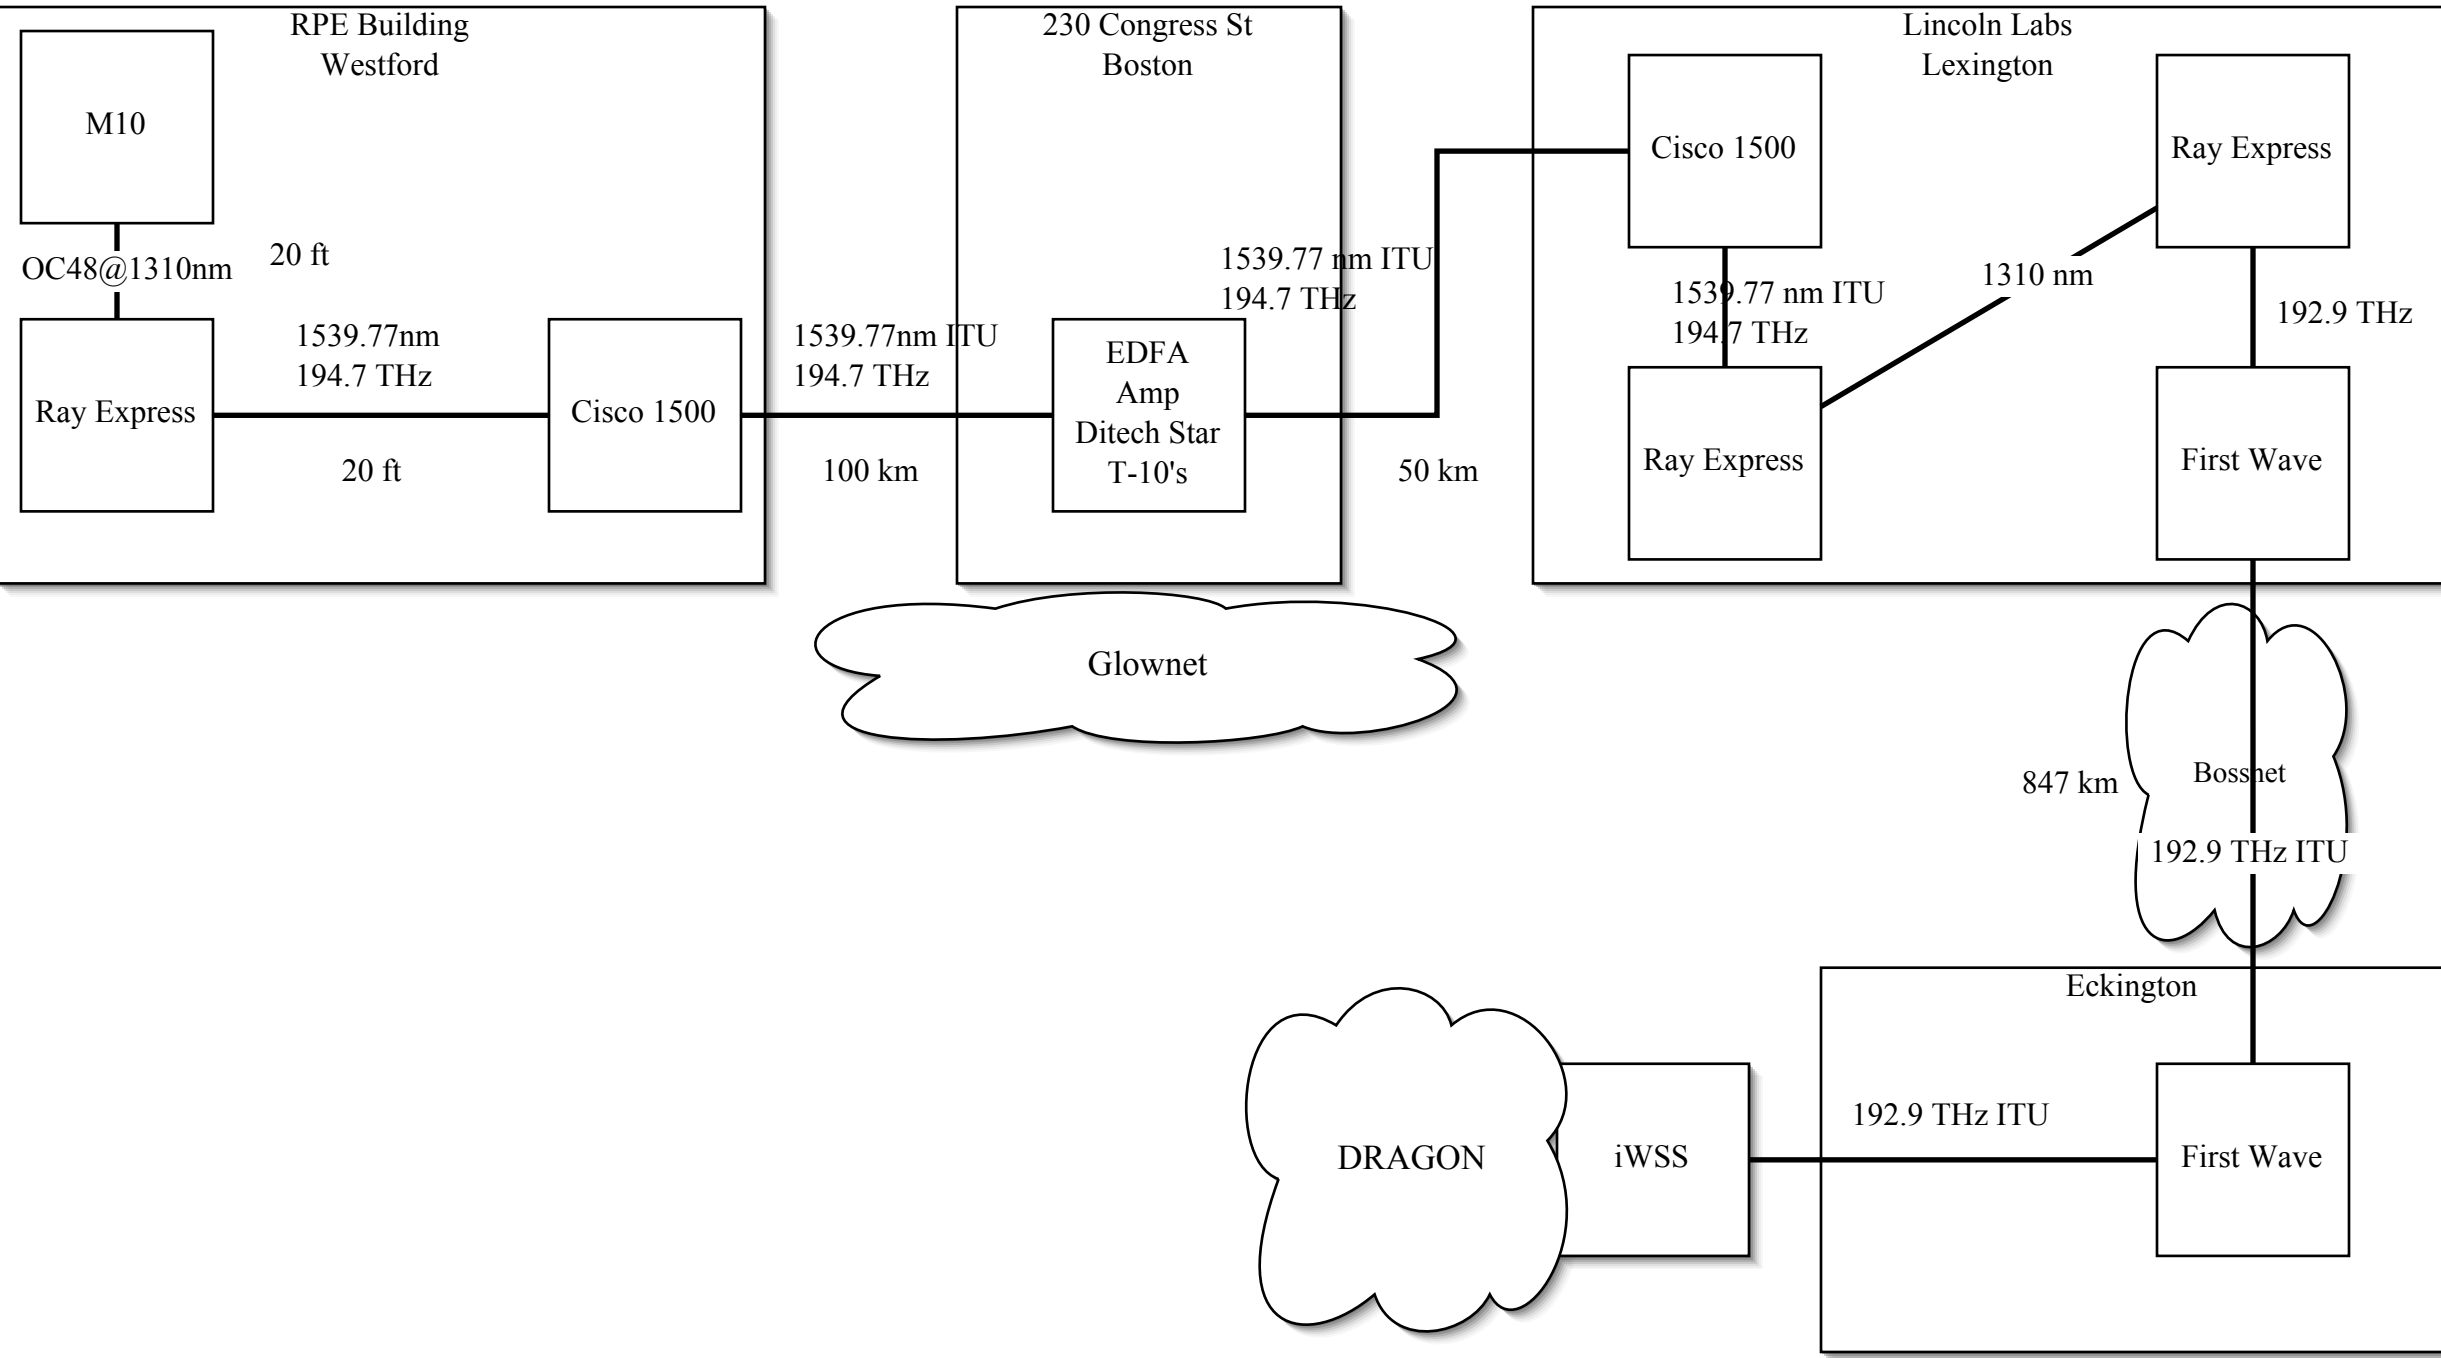 RPE Building
Westford
M10
OC48@1310nm
20 ft
Ray Express
1539.77nm
194.7 THz
20 ft
Cisco 1500
1539.77nm ITU
194.7 THz
100 km
230 Congress St
Boston
EDFA
Amp
Ditech Star
T-10's
1539.77 nm ITU
194.7 THz
50 km
Glownet
Lincoln Labs
Lexington
Cisco 1500
1539.77 nm ITU
194.7 THz
Ray Express
1310 nm
Ray Express
192.9 THz
First Wave
847 km
Bossnet
192.9 THz ITU
Eckington
First Wave
192.9 THz ITU
iWSS
DRAGON